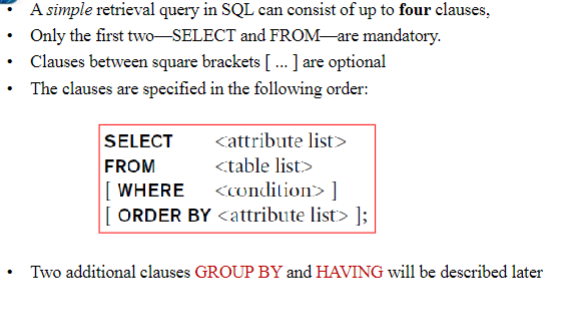 • A simple retrieval query in SQL can consist of up to four clauses,
• Only the first two—SELECT and FROM—are mandatory.
• Clauses between square brackets [ ... ] are optional
• The clauses are specified in the following order:
SELECT <attribute list>
FROM <table list>
[ WHERE <condition> ]
[ ORDER BY <attribute list> ];
• Two additional clauses GROUP BY and HAVING will be described later